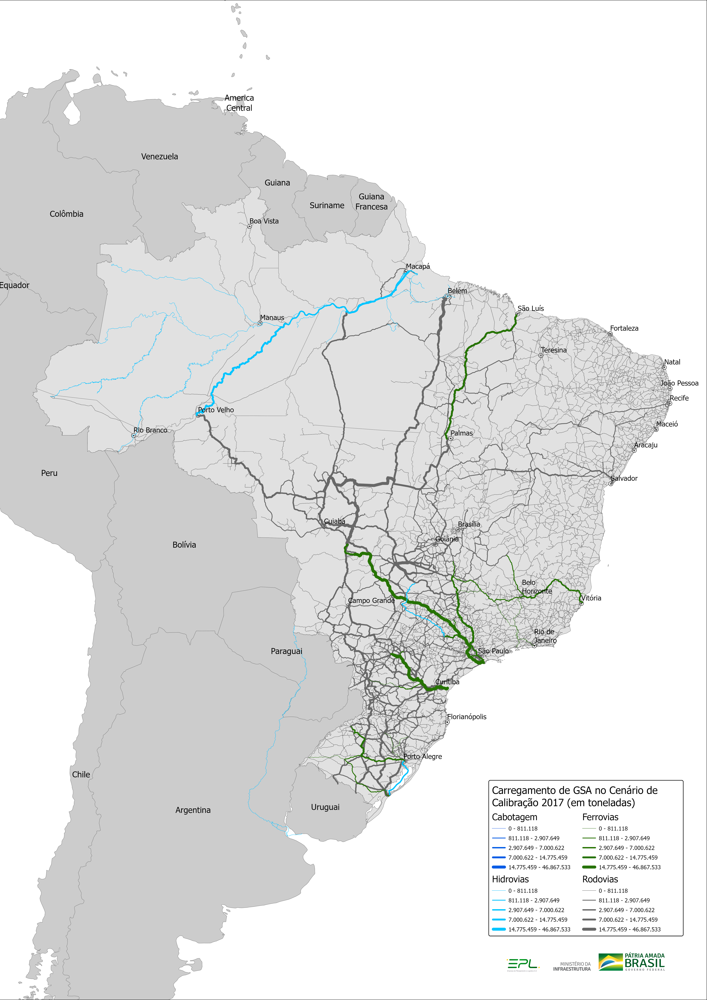 America
Central
Venezuela
Guiana
Guiana
Francesa
Suriname
Colômbia
Boa Vista
Macapá
Equador
Belém
São Luís
Manaus
Fortaleza
Teresina
Natal
João Pessoa
Recife
Porto Velho
Maceió
Rio Branco
Palmas
Aracaju
Peru
Salvador
Cuiabá
Brasília
Goiânia
Bolívia
Belo
Horizonte
Vitória
Campo Grande
Rio de
Janeiro
Paraguai
São Paulo
Curitiba
Florianópolis
Porto Alegre
Chile
Argentina
Uruguai
Carregamento de GSA no Cenário de
Calibração 2017 (em toneladas)
Cabotagem
0 - 811.118
811.118 - 2.907.649
2.907.649 - 7.000.622
7.000.622 - 14.775.459
14.775.459 - 46.867.533
Ferrovias
0 - 811.118
811.118 - 2.907.649
2.907.649 - 7.000.622
7.000.622 - 14.775.459
14.775.459 - 46.867.533
Hidrovias
0 - 811.118
811.118 - 2.907.649
2.907.649 - 7.000.622
7.000.622 - 14.775.459
14.775.459 - 46.867.533
Rodovias
0 - 811.118
811.118 - 2.907.649
2.907.649 - 7.000.622
7.000.622 - 14.775.459
14.775.459 - 46.867.533
EPL
Empresa de Planejamento e Logística S.A.
MINISTÉRIO DA
INFRAESTRUTURA
PÁTRIA AMADA
BRASIL
GOVERNO FEDERAL